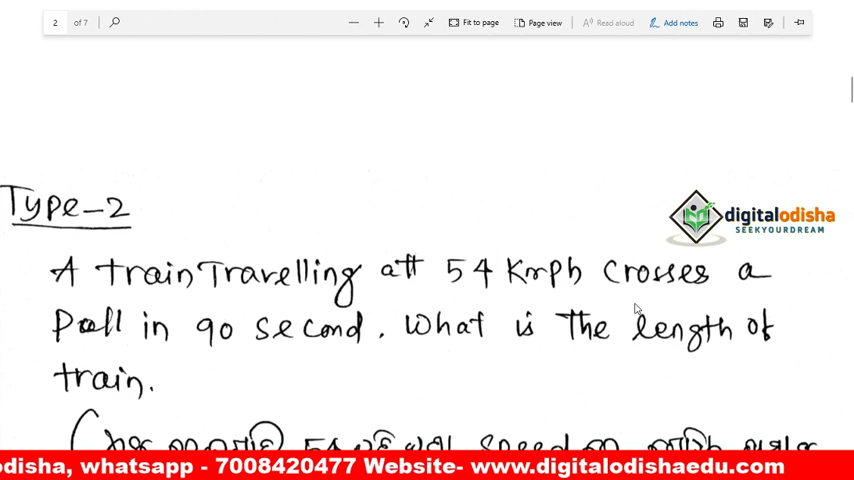 2 of 7 Fit to page Page view Read aloud Add notes
Type-2
digitalodisha
SEEKYOURDREAM
A train Travelling att 54 Kmph crosses a
Poll in 90 second. What is the length of
train.
54 speed
odisha, whatsapp - 7008420477 Website- www.digitalodishaedu.com